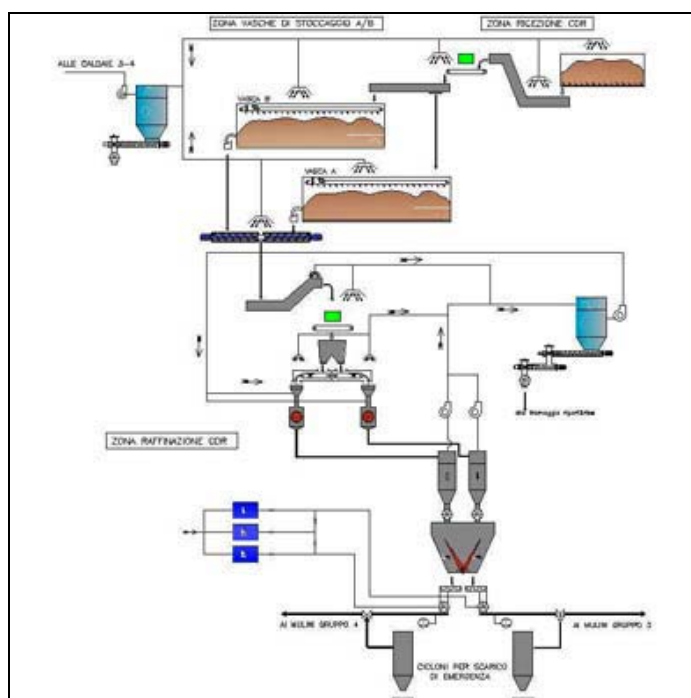 ZONA VASCHE DI STOCCAGGIO A/B
ZONA RICEZIONE CDR
ALLE CALDAIE 3-4
VASCA B
VASCA A
ZONA RAFFINAZIONE CDR
AI MULINI GRUPPO 4
AI MULINI GRUPPO 3
CICLONI PER SCARICO
DI EMERGENZA